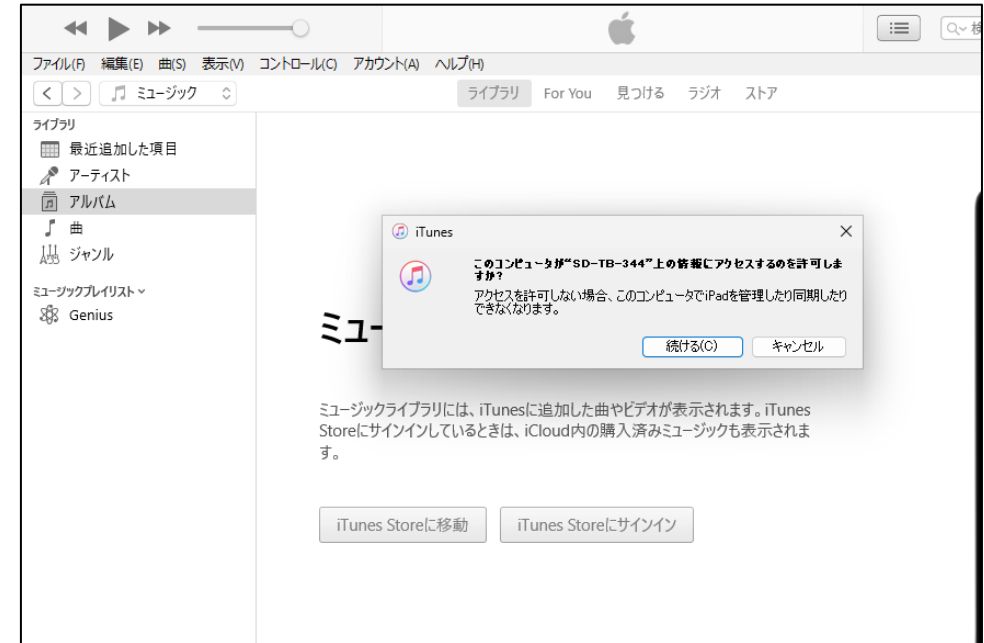 検
ファイル(F) 編集(E) 曲(S) 表示(V) コントロール(C) アカウント(A) ヘルプ(H)
ミュージック
ライブラリ For You 見つける ラジオ ストア
ライブラリ
最近追加した項目
アーティスト
アルバム
曲
ジャンル
ミュージックプレイリスト
Genius
iTunes
このコンピュータが“SD-TB-344”上の情報にアクセスするのを許可しま
すか?
アクセスを許可しない場合、このコンピュータでiPadを管理したり同期したり
できなくなります。
続ける(C) キャンセル
ミュー
ミュージックライブラリには、iTunesに追加した曲やビデオが表示されます。iTunes
Storeにサインインしているときは、iCloud内の購入済みミュージックも表示されま
す。
iTunes Storeに移動 iTunes Storeにサインイン